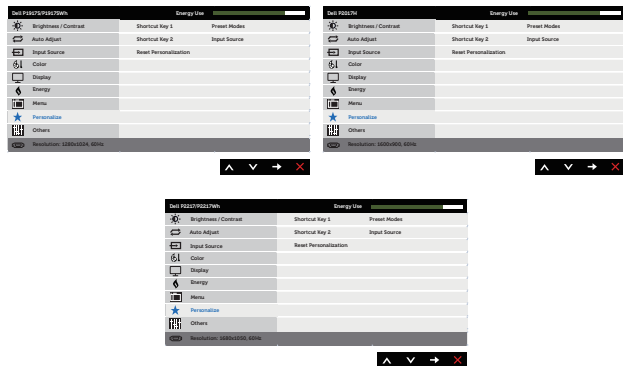 Dell P1917S/P1917SWh Energy Use
Brightness / Contrast Shortcut Key 1 Preset Modes
Auto Adjust Shortcut Key 2 Input Source
Input Source Reset Personalization
Color
Display
Energy
Menu
Personalize
Others
Resolution: 1280x1024, 60Hz
Dell P2017H Energy Use
Brightness / Contrast Shortcut Key 1 Preset Modes
Auto Adjust Shortcut Key 2 Input Source
Input Source Reset Personalization
Color
Display
Energy
Menu
Personalize
Others
Resolution: 1600x900, 60Hz
Dell P2217/P2217Wh Energy Use
Brightness / Contrast Shortcut Key 1 Preset Modes
Auto Adjust Shortcut Key 2 Input Source
Input Source Reset Personalization
Color
Display
Energy
Menu
Personalize
Others
Resolution: 1680x1050, 60Hz